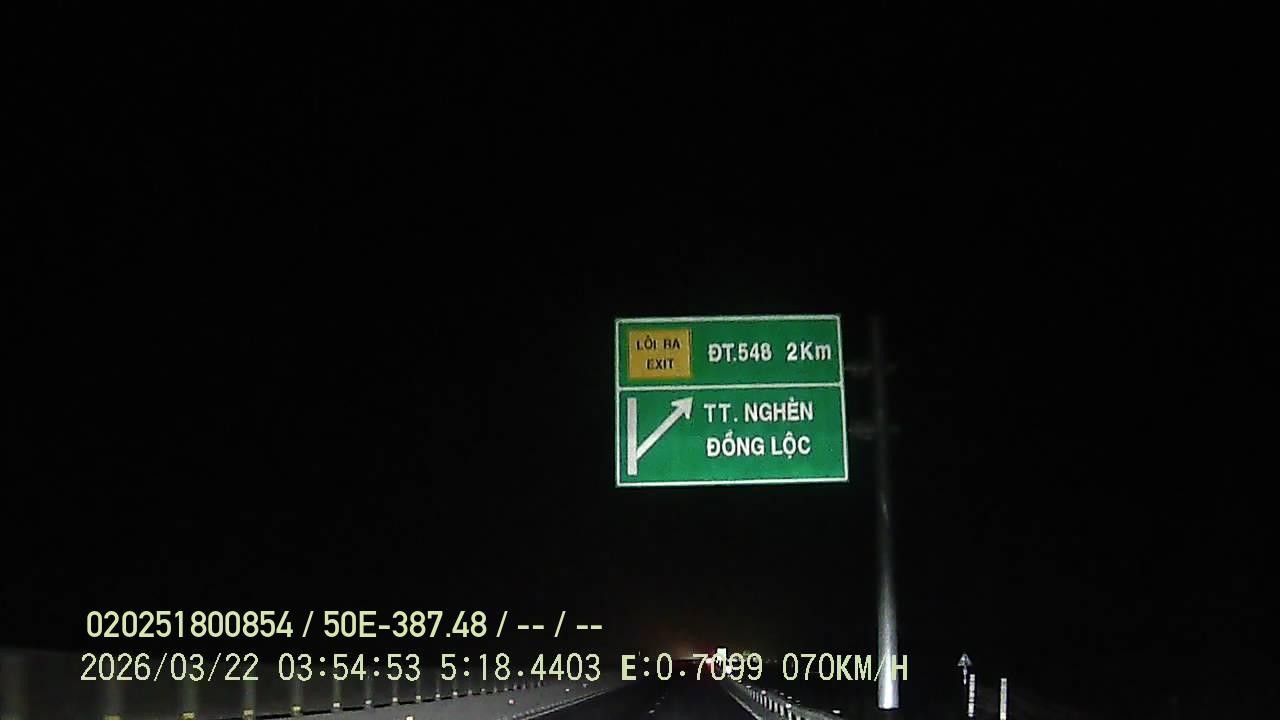 LỐI RA
EXIT
ĐT.548 2Km
TT. NGHÈN
ĐỒNG LỘC
020251800854 / 50E-387.48 / -- / --
2026/03/22 03:54:53 5:18.4403 E:0.7099 070KM/H